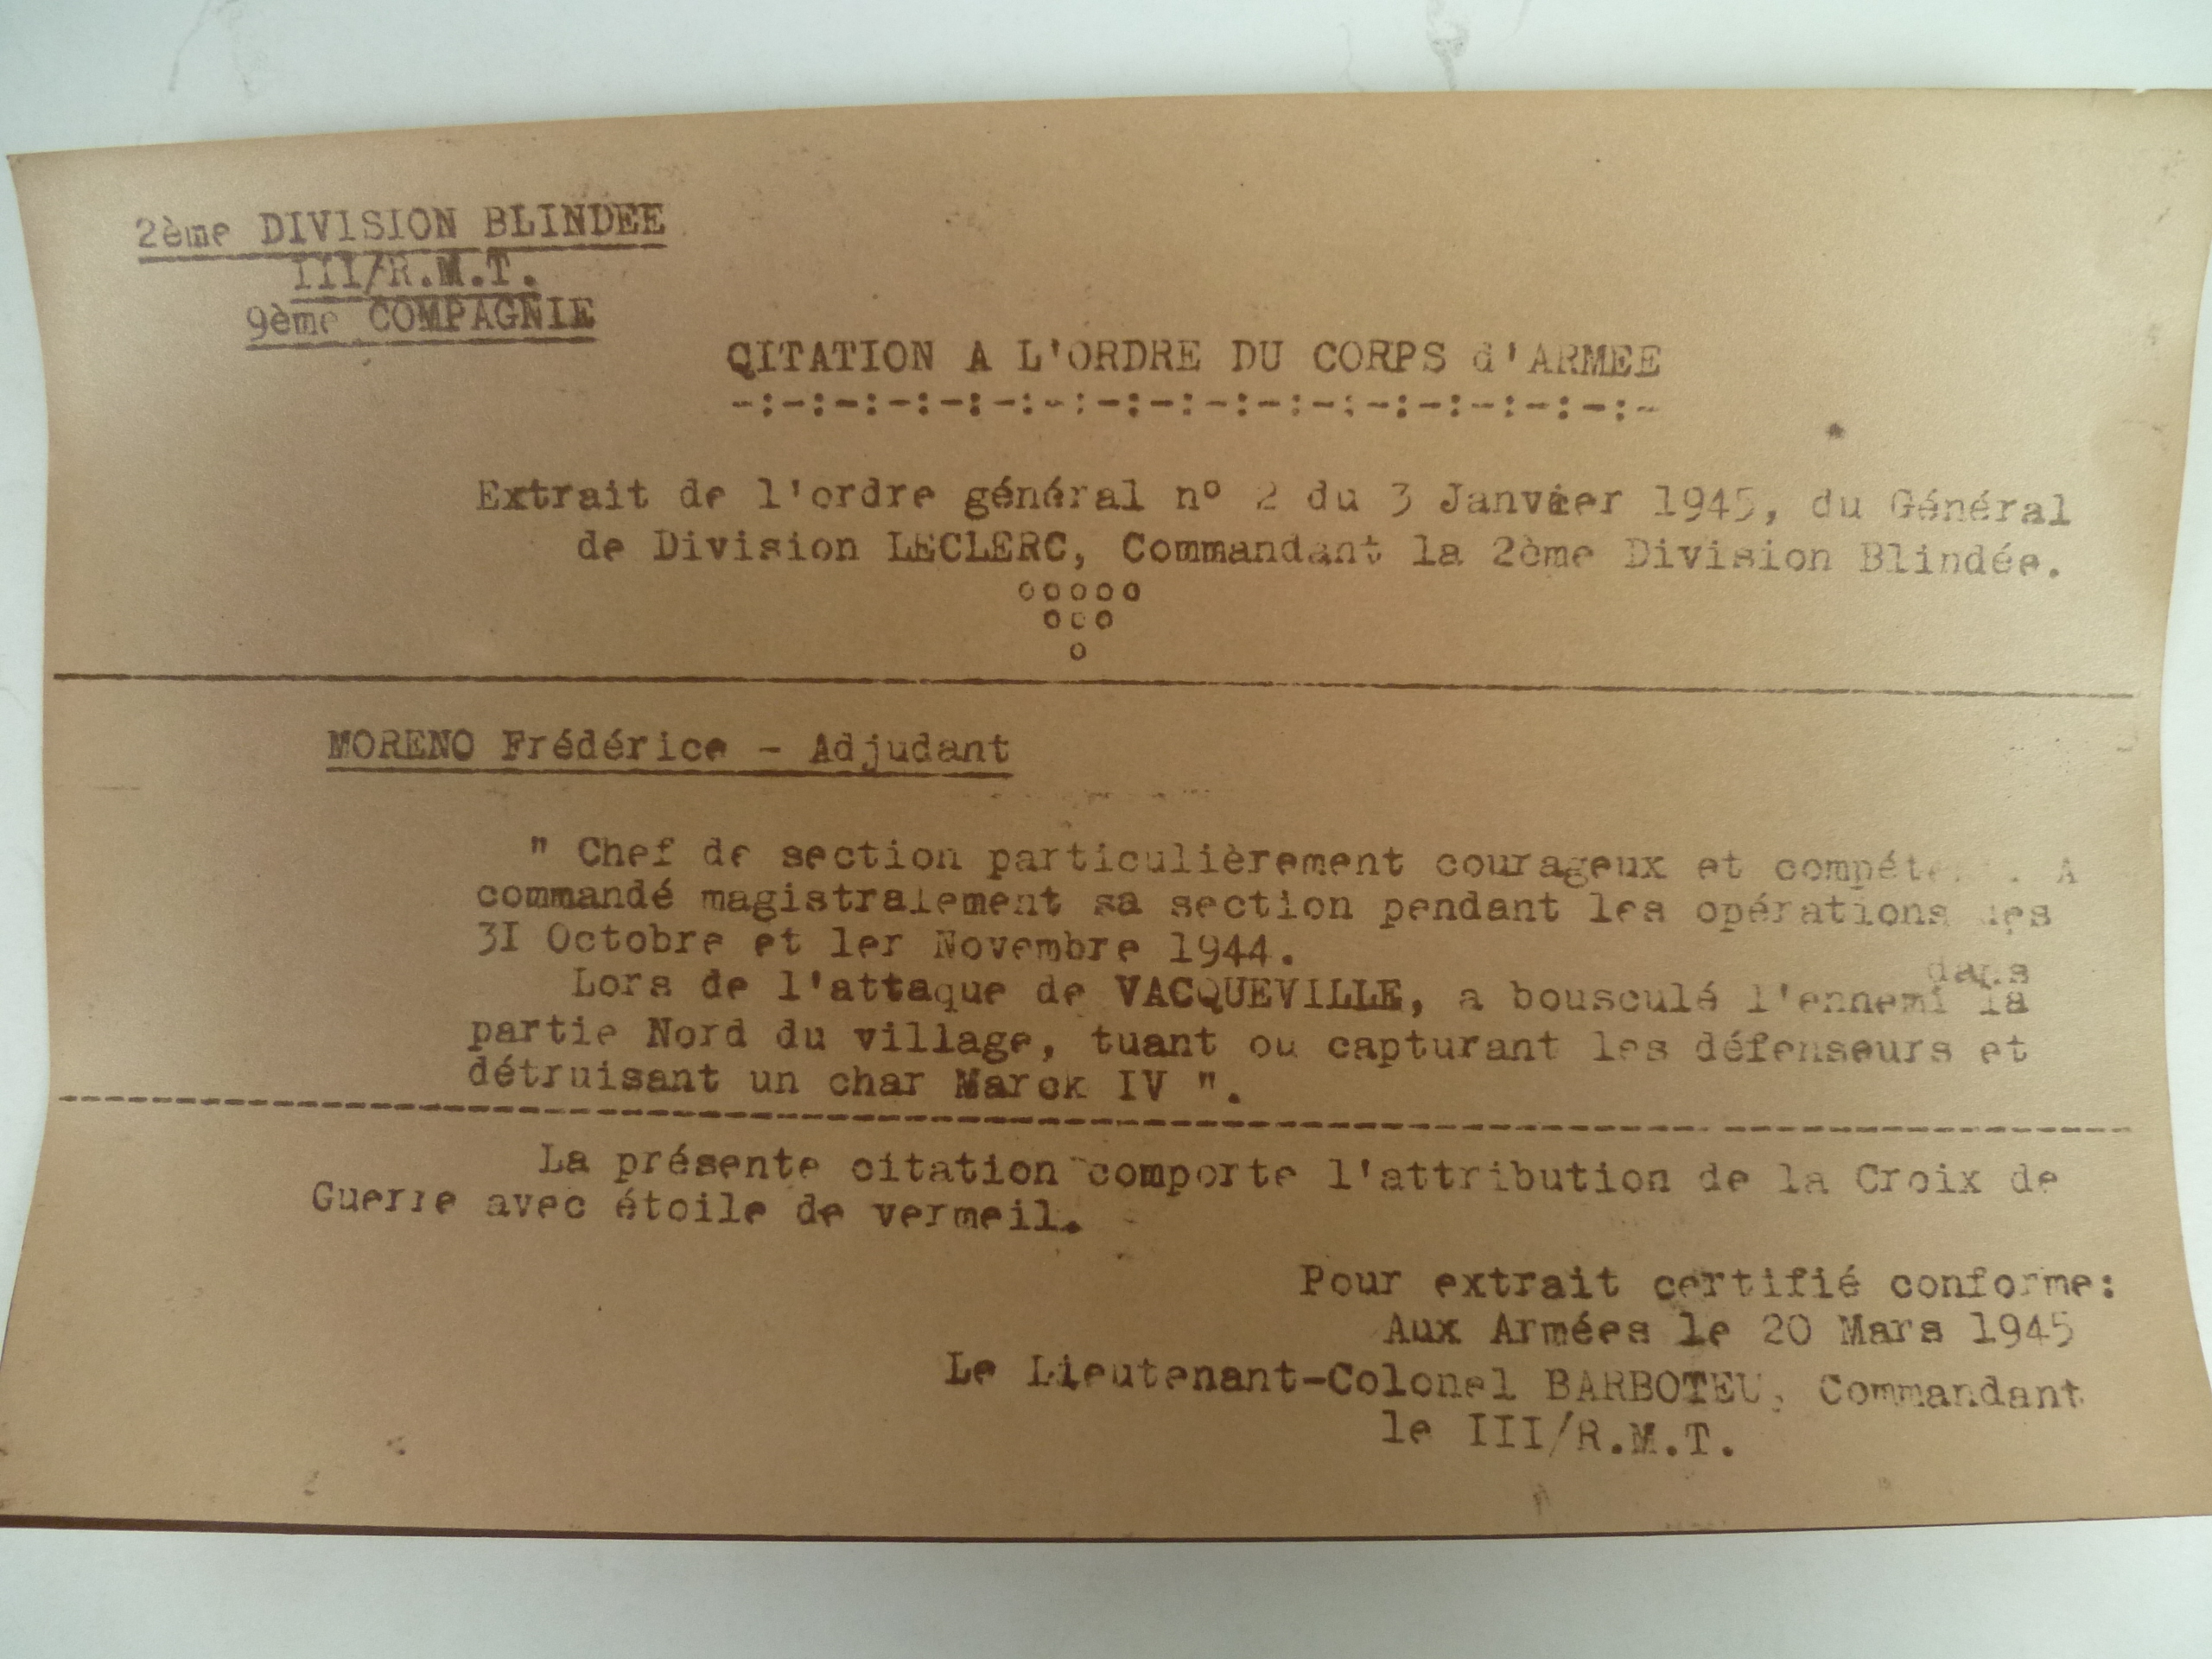 2ème DIVISION BLINDEE
III/R.M.T.
9ème COMPAGNIE
CITATION A L'ORDRE DU CORPS d'ARMEE
-:-:-:-:-:-:-:-:-:-:-:-:-:-:-:-:-:-
Extrait de l'ordre général n° 2 du 3 Janvier 1945, du Général
de Division LECLERC, Commandant la 2ème Division Blindée.
ooooo
ooo
o
MORENO Frédérice - Adjudant
" Chef de section particulièrement courageux et A
commandé magistralement sa section pendant les opérations des
3I Octobre et 1er Novembre 1944.
dans
Lors de l'attaque de VACQUEVILLE, a bousculé l'ennemi la
partie Nord du village, tuant ou capturant les défenseurs et
détruisant un char Marck IV ".
La présente citation comporte l'attribution de la Croix de
Guerre avec étoile de vermeil.
Pour extrait certifié conforme:
Aux Armées le 20 Mars 1945
Le Lieutenant-Colonel BARBOTEU, Commandant
le III/R.M.T.